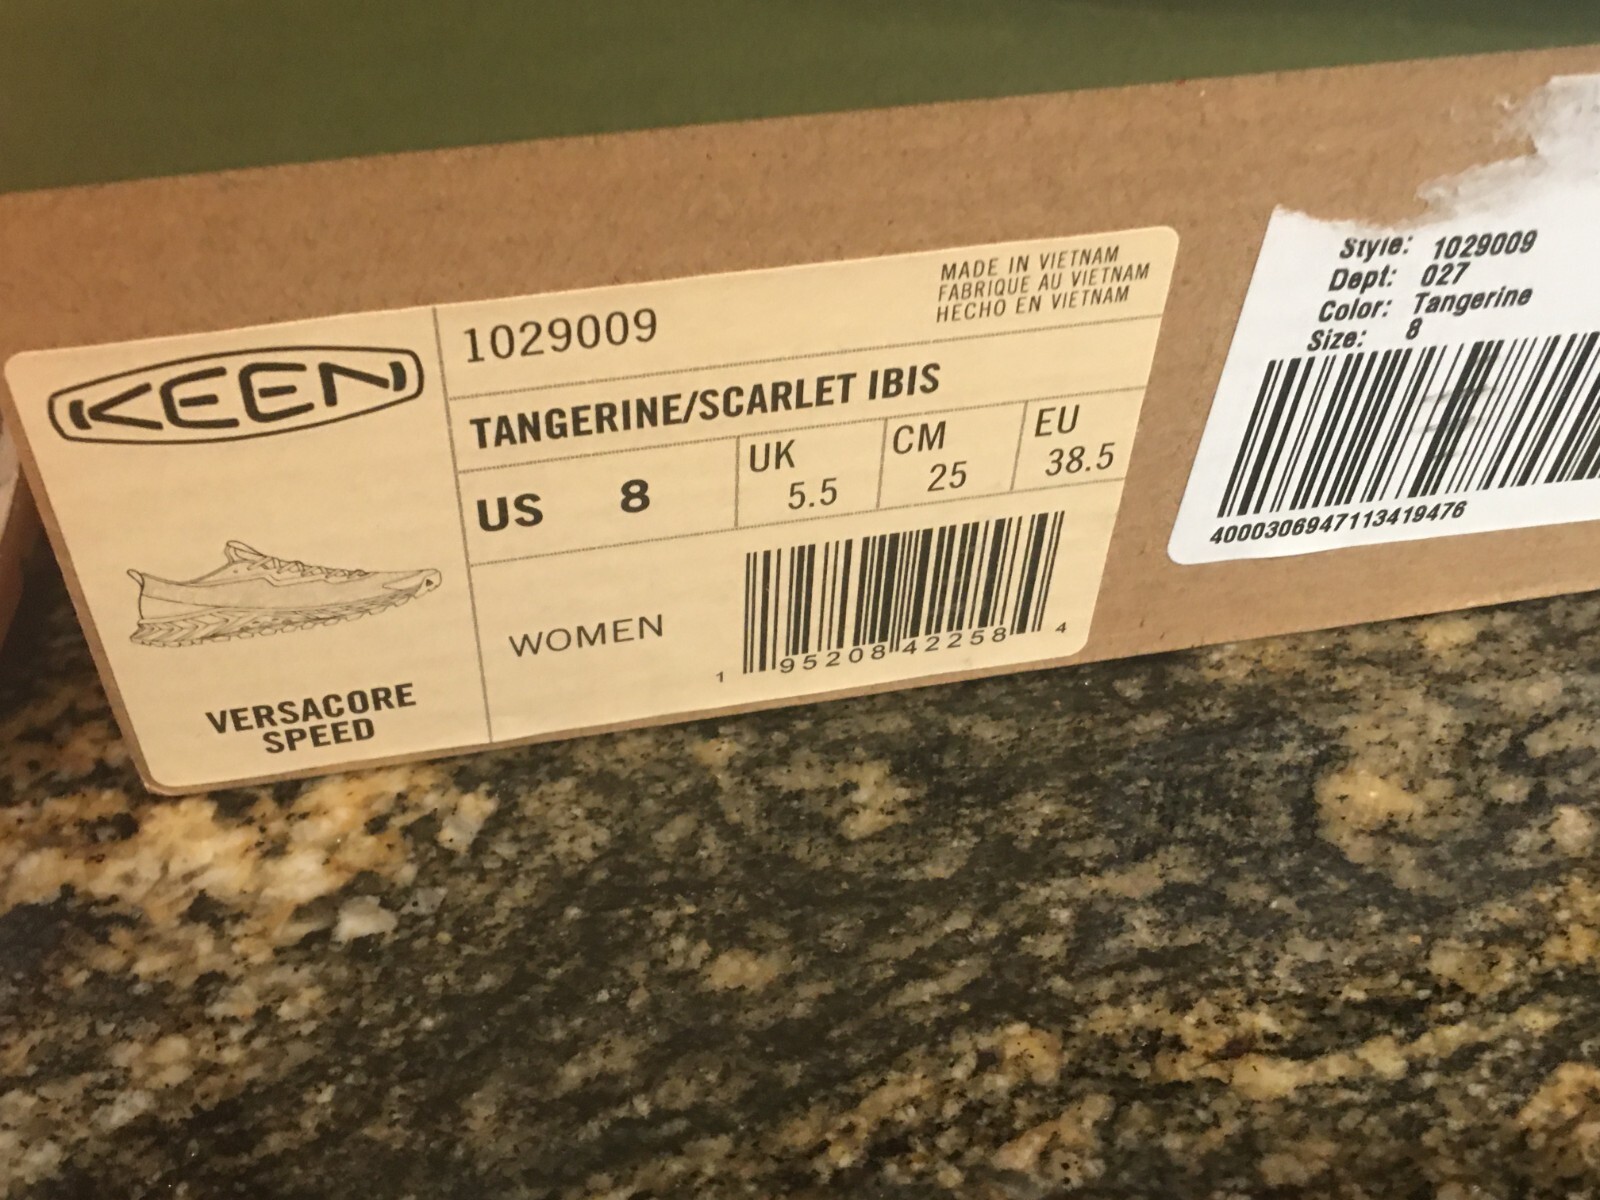 KEEN
VERSACORE
SPEED
1029009
MADE IN VIETNAM
FABRIQUE AU VIETNAM
HECHO EN VIETNAM
TANGERINE/SCARLET IBIS
US 8
UK
5.5
CM
25
EU
38.5
WOMEN
1 95208 42258 4
Style: 1029009
Dept: 027
Color: Tangerine
Size: 8
4000306947113419476